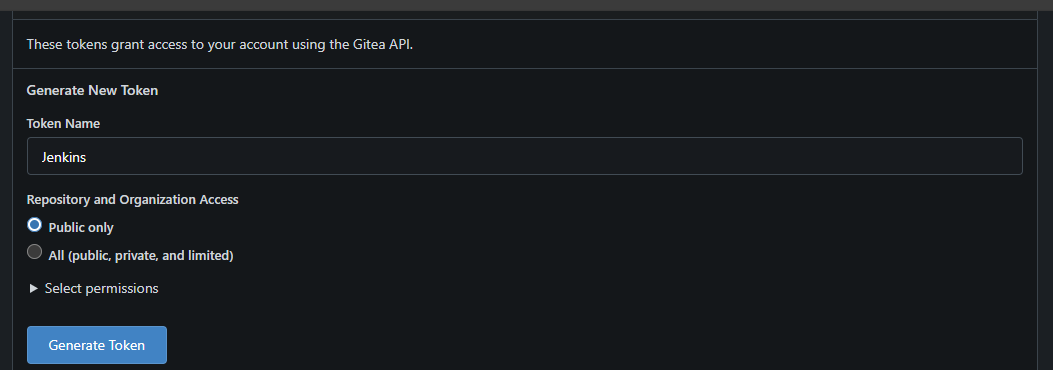 These tokens grant access to your account using the Gitea API.
Generate New Token
Token Name
Jenkins
Repository and Organization Access
Public only
All (public, private, and limited)
Select permissions
Generate Token